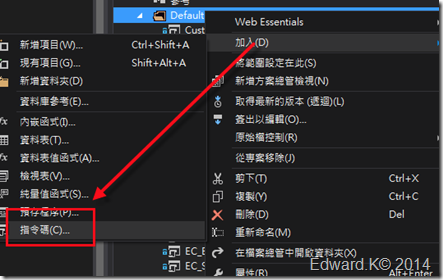 參考
Default
Cust
Web Essentials
加入(D)
將範圍設定在此(S)
新增方案總管檢視(N)
取得最新的版本 (遞迴)(L)
簽出以編輯(O)...
原始檔控制(R)
從專案移除(J)
剪下(T) Ctrl+X
複製(Y) Ctrl+C
刪除(D) Del
重新命名(M)
在檔案總管中開啟資料夾(X)
屬性(R) Alt+Enter
新增項目(W)... Ctrl+Shift+A
現有項目(G)... Shift+Alt+A
新增資料夾(D)
資料庫參考(E)...
內嵌函式(I)...
資料表(T)...
資料表值函式(A)...
檢視表(V)...
純量值函式(S)...
預存程序(P)...
指令碼(C)...
EC_E
EC_S
Edward.K© 2014